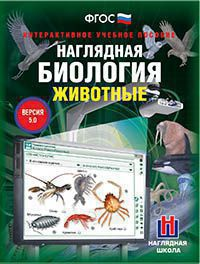 ФГОС
ИНТЕРАКТИВНОЕ УЧЕБНОЕ ПОСОБИЕ
НАГЛЯДНАЯ
БИОЛОГИЯ
ЖИВОТНЫЕ
ВЕРСИЯ
5.0
НАГЛЯДНАЯ
ШКОЛА